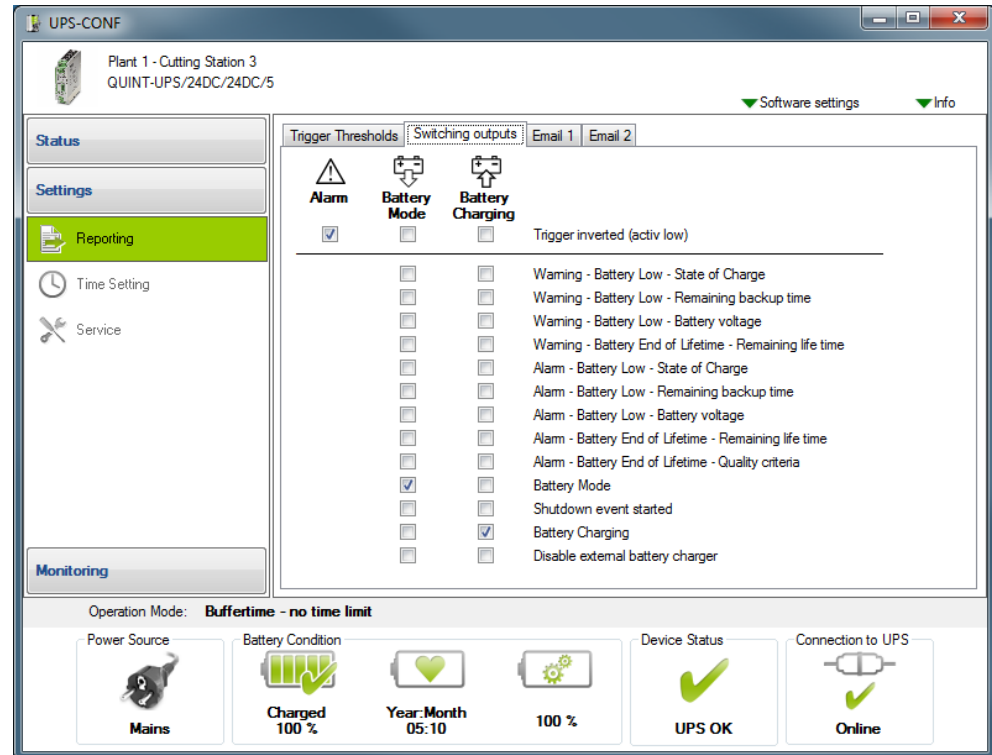 UPS-CONF
Plant 1 - Cutting Station 3
QUINT-UPS/24DC/24DC/5
Software settings
Info
Status
Settings
Reporting
Time Setting
Service
Monitoring
Trigger Thresholds
Switching outputs
Email 1
Email 2
Alarm
Battery
Mode
Battery
Charging
Trigger inverted (activ low)
Warning - Battery Low - State of Charge
Warning - Battery Low - Remaining backup time
Warning - Battery Low - Battery voltage
Warning - Battery End of Lifetime - Remaining life time
Alarm - Battery Low - State of Charge
Alarm - Battery Low - Remaining backup time
Alarm - Battery Low - Battery voltage
Alarm - Battery End of Lifetime - Remaining life time
Alarm - Battery End of Lifetime - Quality criteria
Battery Mode
Shutdown event started
Battery Charging
Disable external battery charger
Operation Mode: Buffertime - no time limit
Power Source
Mains
Battery Condition
Charged
100 %
Year:Month
05:10
100 %
Device Status
UPS OK
Connection to UPS
Online